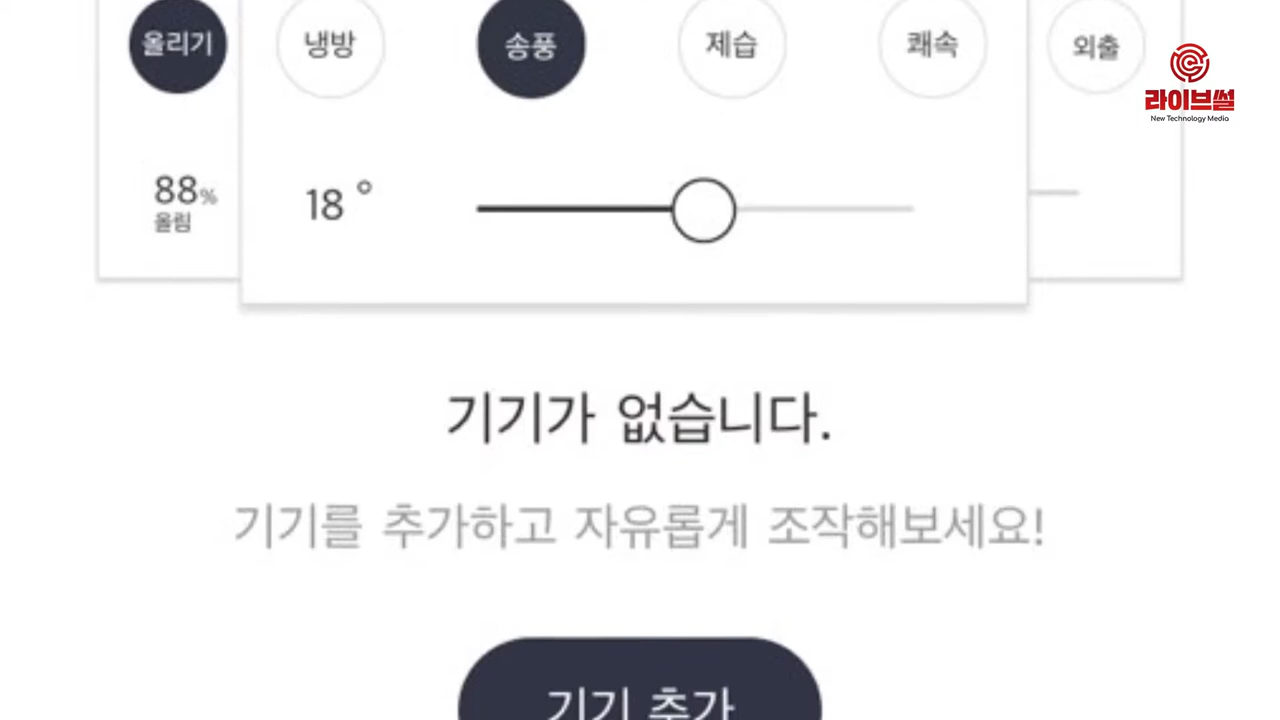 올리기
냉방
송풍
제습
쾌속
외출
라이브썰
New Technology Media
88%
올림
18°
기기가 없습니다.
기기를 추가하고 자유롭게 조작해보세요!
기기 추가